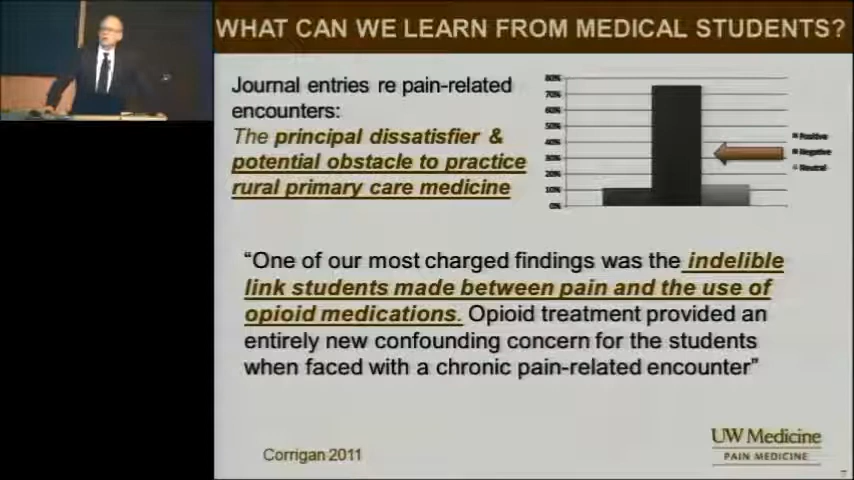 WHAT CAN WE LEARN FROM MEDICAL STUDENTS?
Journal entries re pain-related
encounters:
The principal dissatisfier &
potential obstacle to practice
rural primary care medicine
80%
70%
60%
50%
40%
30%
20%
10%
0%
Positive
Negative
Neutral
“One of our most charged findings was the indelible
link students made between pain and the use of
opioid medications. Opioid treatment provided an
entirely new confounding concern for the students
when faced with a chronic pain-related encounter”
Corrigan 2011
UW Medicine
PAIN MEDICINE